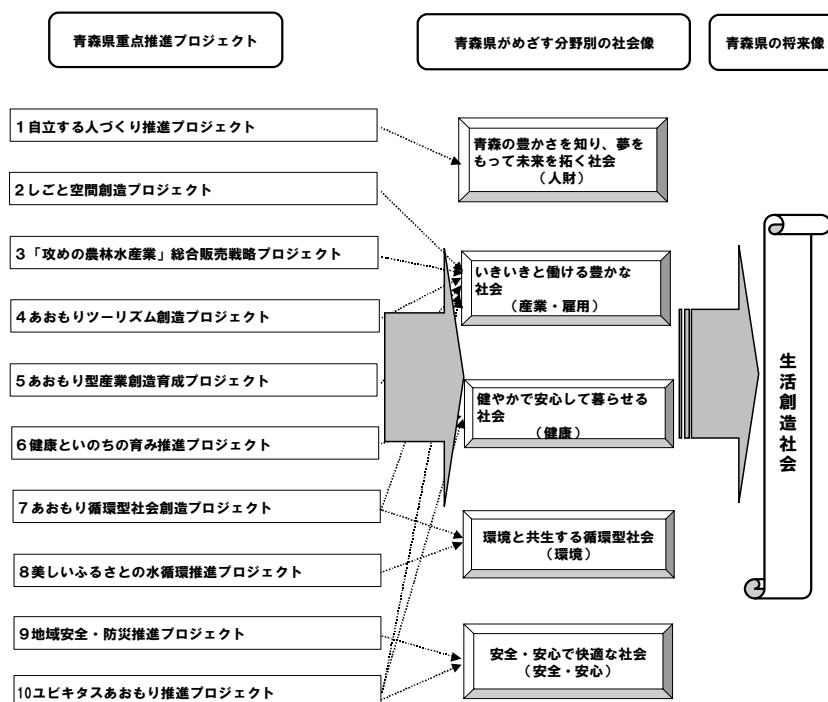 青森県重点推進プロジェクト
青森県がめざす分野別の社会像
青森県の将来像
1自立する人づくり推進プロジェクト
2しごと空間創造プロジェクト
3「攻めの農林水産業」総合販売戦略プロジェクト
4あおもりツーリズム創造プロジェクト
5あおもり型産業創造育成プロジェクト
6健康といのちの育み推進プロジェクト
7あおもり循環型社会創造プロジェクト
8美しいふるさとの水循環推進プロジェクト
9地域安全・防災推進プロジェクト
10ユビキタスあおもり推進プロジェクト
青森の豊かさを知り、夢を
もって未来を拓く社会
(人財)
いきいきと働ける豊かな
社会
(産業・雇用)
健やかで安心して暮らせる
社会
(健康)
環境と共生する循環型社会
(環境)
安全・安心で快適な社会
(安全・安心)
生活創造社会